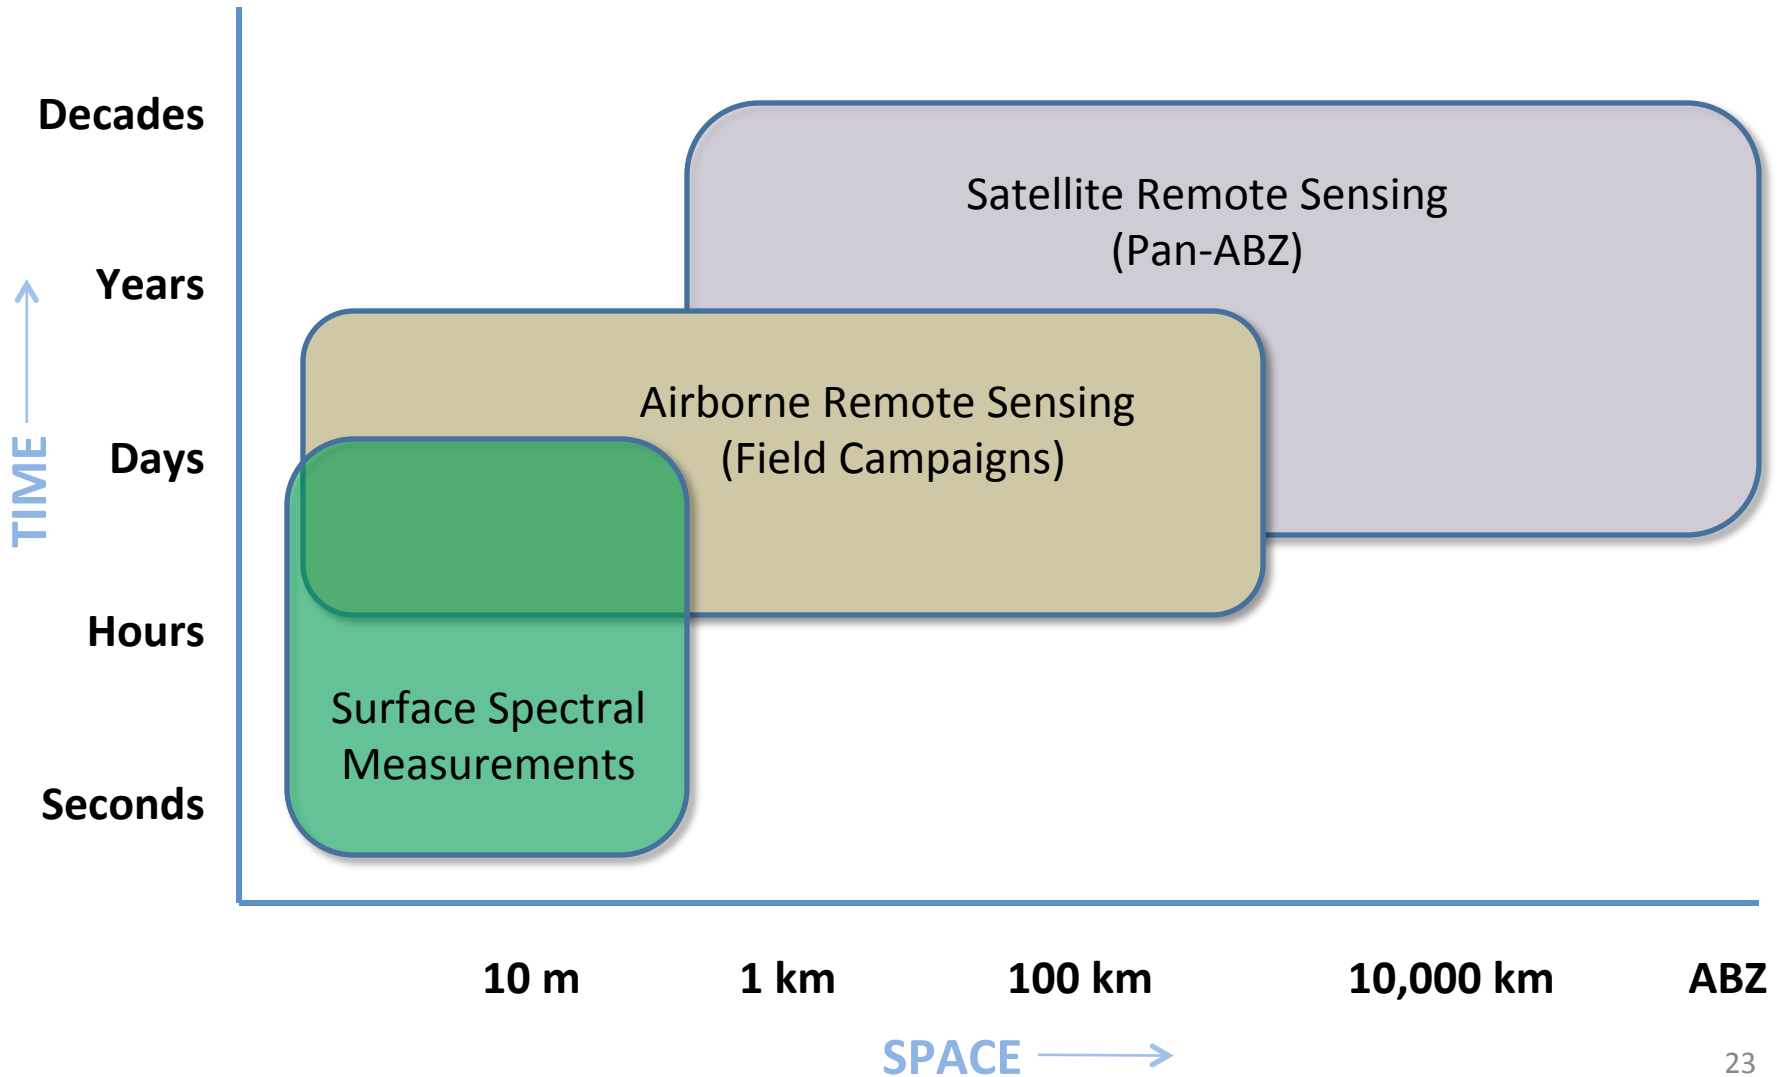 Decades
Years
Days
Hours
Seconds
TIME
Satellite Remote Sensing
(Pan-ABZ)
Airborne Remote Sensing
(Field Campaigns)
Surface Spectral
Measurements
10 m
1 km
100 km
10,000 km
ABZ
SPACE
23